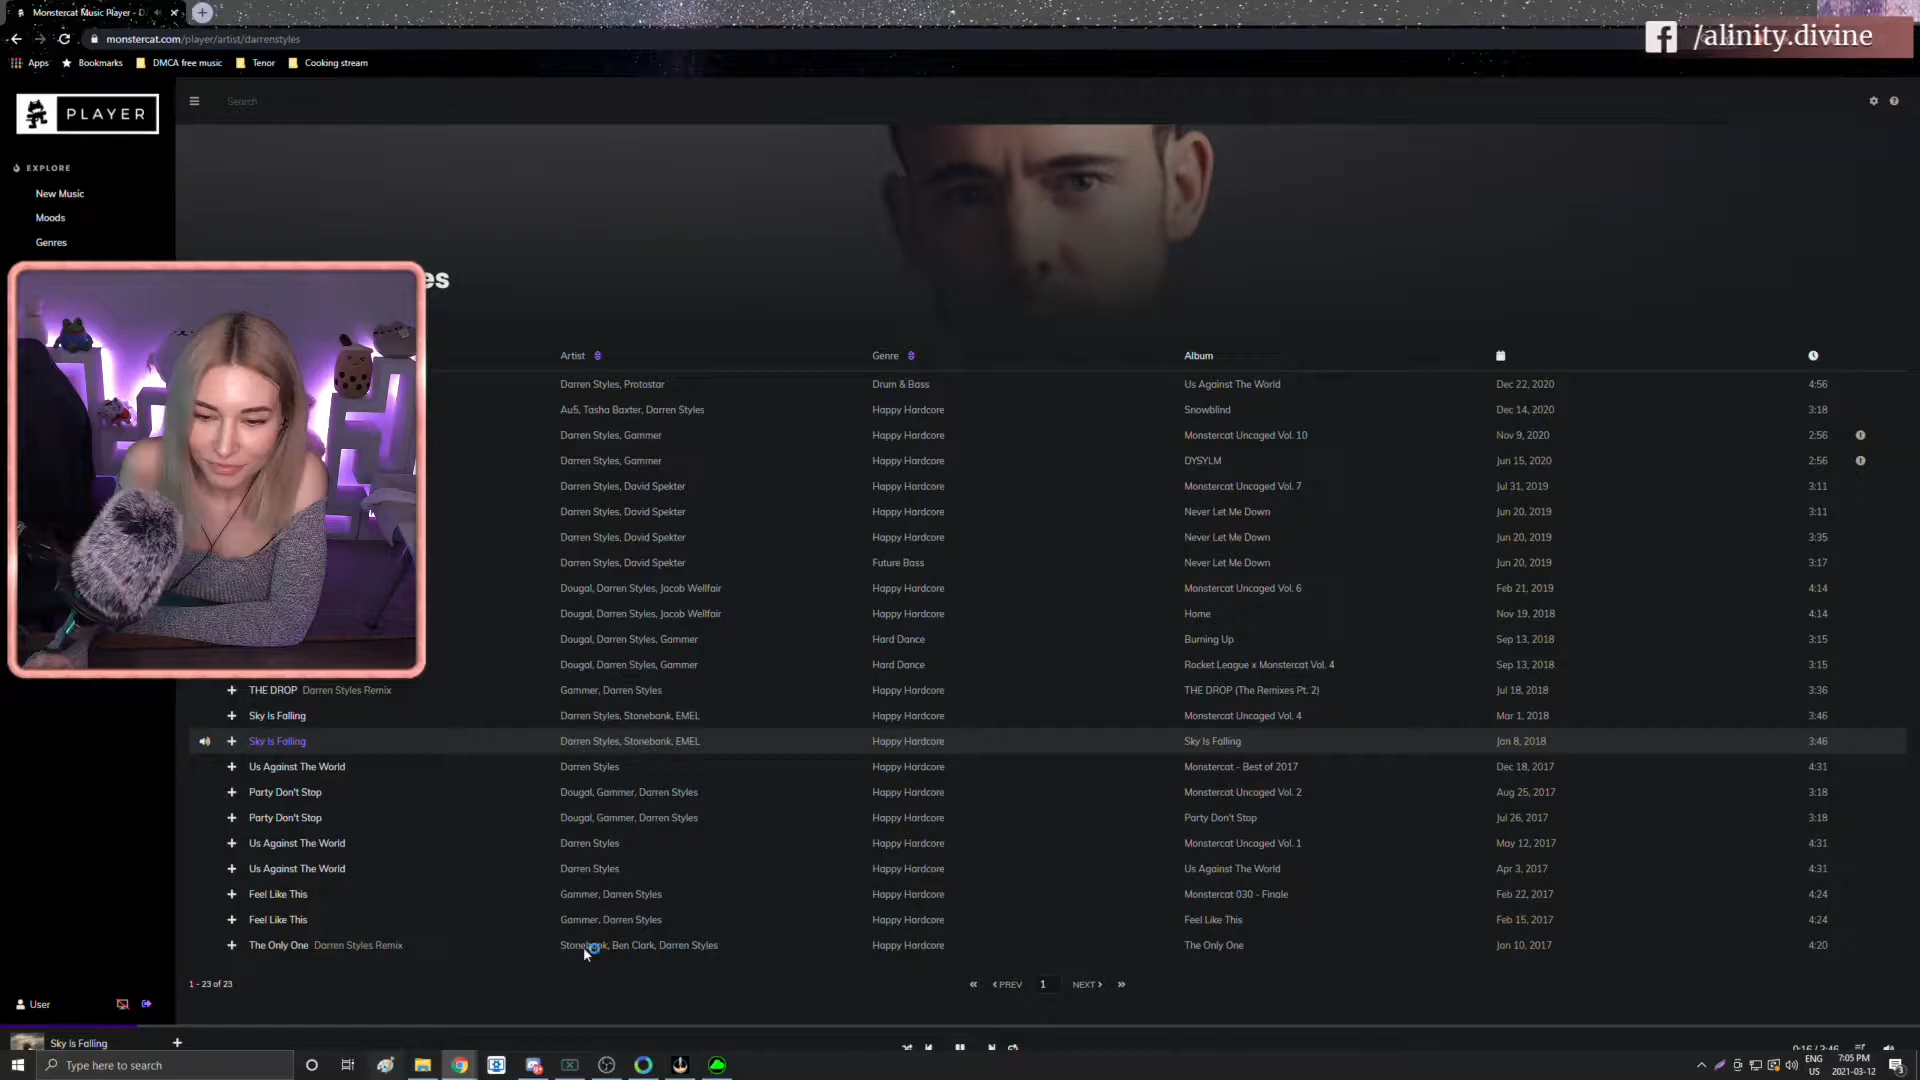 Monstercat Music Player - D
monstercat.com/player/artist/darrenstyles
/alinity.divine
Apps
Bookmarks
DMCA free music
Tenor
Cooking stream
PLAYER
Search
EXPLORE
New Music
Moods
Genres
es
Artist Genre Album
Darren Styles, Protostar Drum & Bass Us Against The World Dec 22, 2020 4:56
Au5, Tasha Baxter, Darren Styles Happy Hardcore Snowblind Dec 14, 2020 3:18
Darren Styles, Gammer Happy Hardcore Monstercat Uncaged Vol. 10 Nov 9, 2020 2:56
Darren Styles, Gammer Happy Hardcore DYSYLM Jun 15, 2020 2:56
Darren Styles, David Spekter Happy Hardcore Monstercat Uncaged Vol. 7 Jul 31, 2019 3:11
Darren Styles, David Spekter Happy Hardcore Never Let Me Down Jun 20, 2019 3:11
Darren Styles, David Spekter Happy Hardcore Never Let Me Down Jun 20, 2019 3:35
Darren Styles, David Spekter Future Bass Never Let Me Down Jun 20, 2019 3:17
Dougal, Darren Styles, Jacob Wellfair Happy Hardcore Monstercat Uncaged Vol. 6 Feb 21, 2019 4:14
Dougal, Darren Styles, Jacob Wellfair Happy Hardcore Home Nov 19, 2018 4:14
Dougal, Darren Styles, Gammer Hard Dance Burning Up Sep 13, 2018 3:15
Dougal, Darren Styles, Gammer Hard Dance Rocket League x Monstercat Vol. 4 Sep 13, 2018 3:15
THE DROP Darren Styles Remix Gammer, Darren Styles Happy Hardcore THE DROP (The Remixes Pt. 2) Jul 18, 2018 3:36
Sky Is Falling Darren Styles, Stonebank, EMEL Happy Hardcore Monstercat Uncaged Vol. 4 Mar 1, 2018 3:46
Sky Is Falling Darren Styles, Stonebank, EMEL Happy Hardcore Sky Is Falling Jan 8, 2018 3:46
Us Against The World Darren Styles Happy Hardcore Monstercat - Best of 2017 Dec 18, 2017 4:31
Party Don't Stop Dougal, Gammer, Darren Styles Happy Hardcore Monstercat Uncaged Vol. 2 Aug 25, 2017 3:18
Party Don't Stop Dougal, Gammer, Darren Styles Happy Hardcore Party Don't Stop Jul 26, 2017 3:18
Us Against The World Darren Styles Happy Hardcore Monstercat Uncaged Vol. 1 May 12, 2017 4:31
Us Against The World Darren Styles Happy Hardcore Us Against The World Apr 3, 2017 4:31
Feel Like This Gammer, Darren Styles Happy Hardcore Monstercat 030 - Finale Feb 22, 2017 4:24
Feel Like This Gammer, Darren Styles Happy Hardcore Feel Like This Feb 15, 2017 4:24
The Only One Darren Styles Remix Stonebank, Ben Clark, Darren Styles Happy Hardcore The Only One Jan 10, 2017 4:20
1 - 23 of 23
PREV 1 NEXT
User
Sky Is Falling
0:16 / 3:46
Type here to search
ENG
US
7:05 PM
2021-03-12